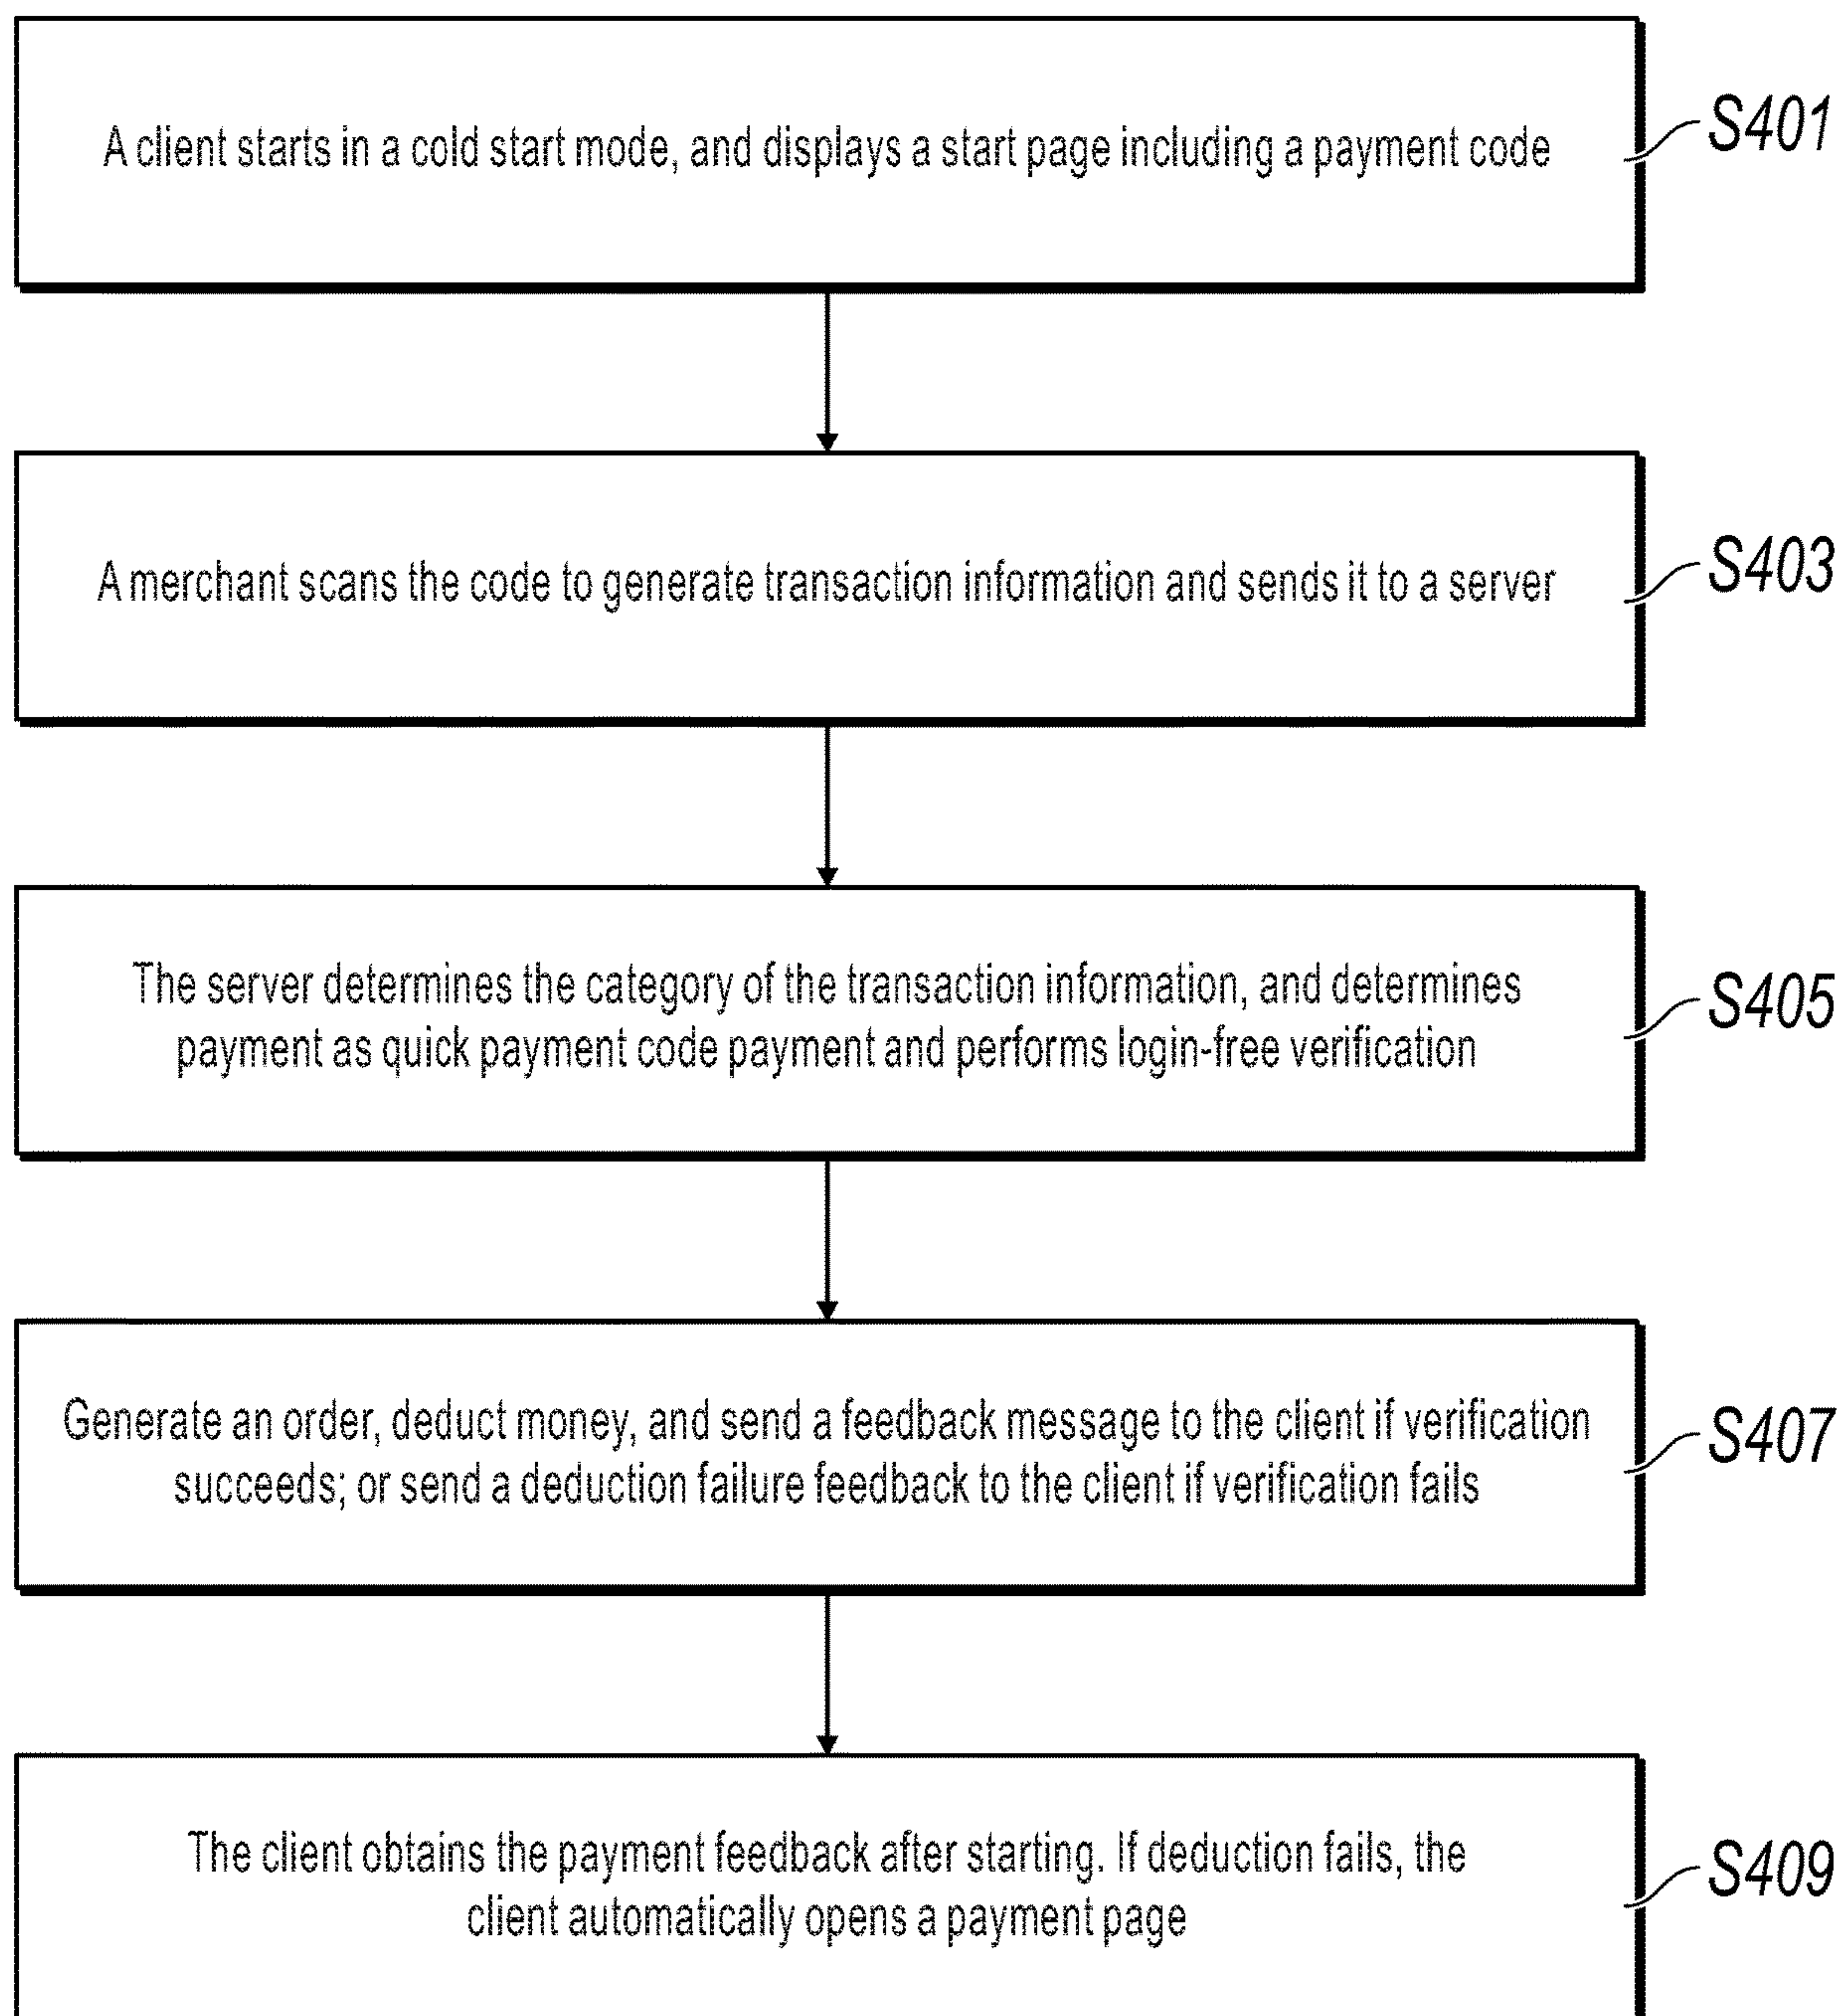 A client starts in a cold start mode, and displays a start page including a payment code
S401
A merchant scans the code to generate transaction information and sends it to a server
S403
The server determines the category of the transaction information, and determines
payment as quick payment code payment and performs login-free verification
S405
Generate an order, deduct money, and send a feedback message to the client if verification
succeeds; or send a deduction failure feedback to the client if verification fails
S407
The client obtains the payment feedback after starting. If deduction fails, the
client automatically opens a payment page
S409